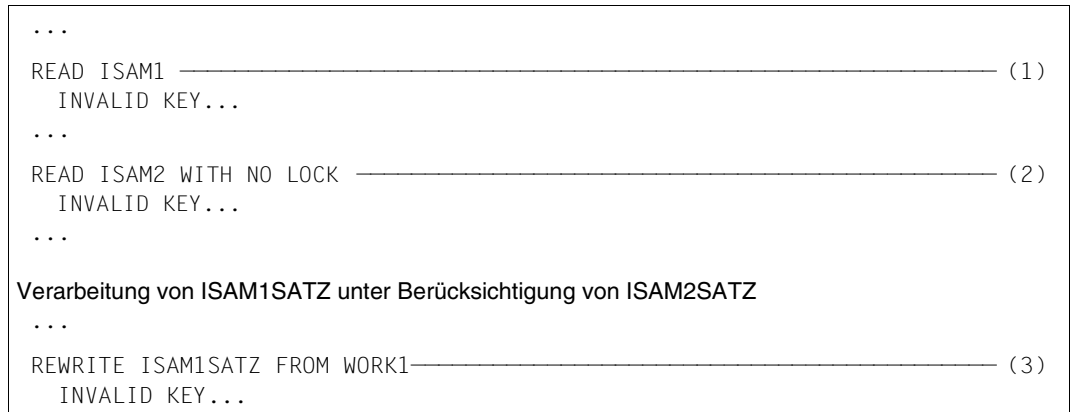 ...
READ ISAM1 (1)
INVALID KEY...
...
READ ISAM2 WITH NO LOCK (2)
INVALID KEY...
...
Verarbeitung von ISAM1SATZ unter Berücksichtigung von ISAM2SATZ
...
REWRITE ISAM1SATZ FROM WORK1 (3)
INVALID KEY...